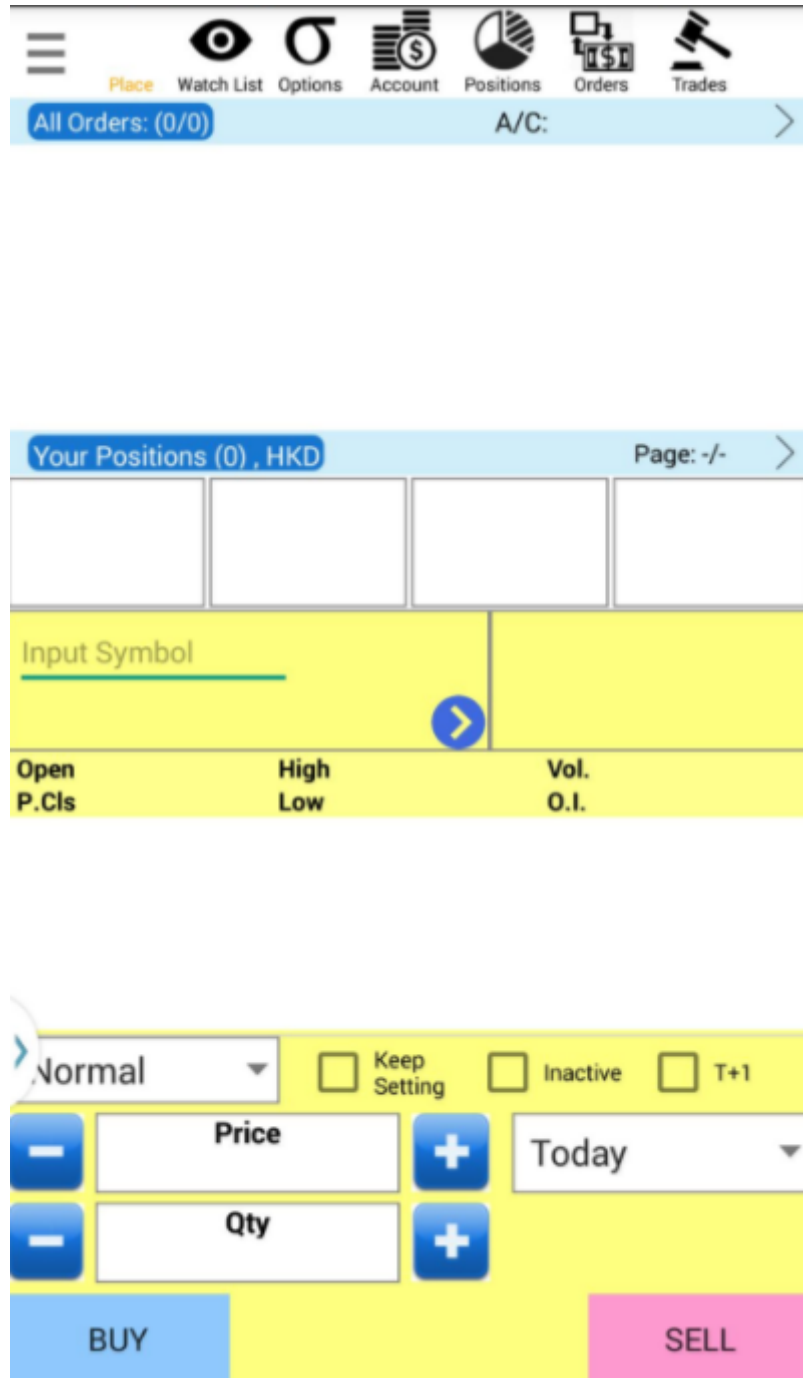 Place Watch List Options Account Positions Orders Trades
All Orders: (0/0) A/C:
Your Positions (0) , HKD Page: -/-
Input Symbol
Open High Vol.
P.Cls Low O.I.
Normal Keep Setting Inactive T+1
Price Today
Qty
BUY SELL